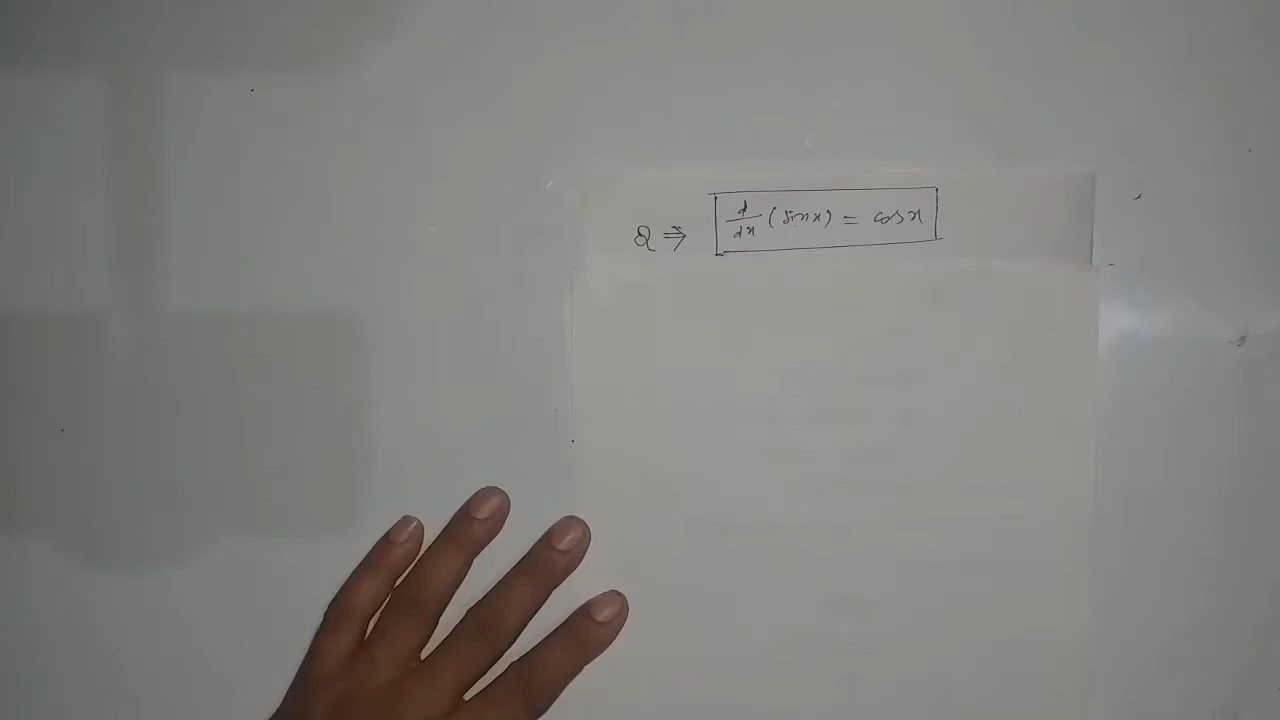 Q ⇒ d/dx (sin x) = cos x